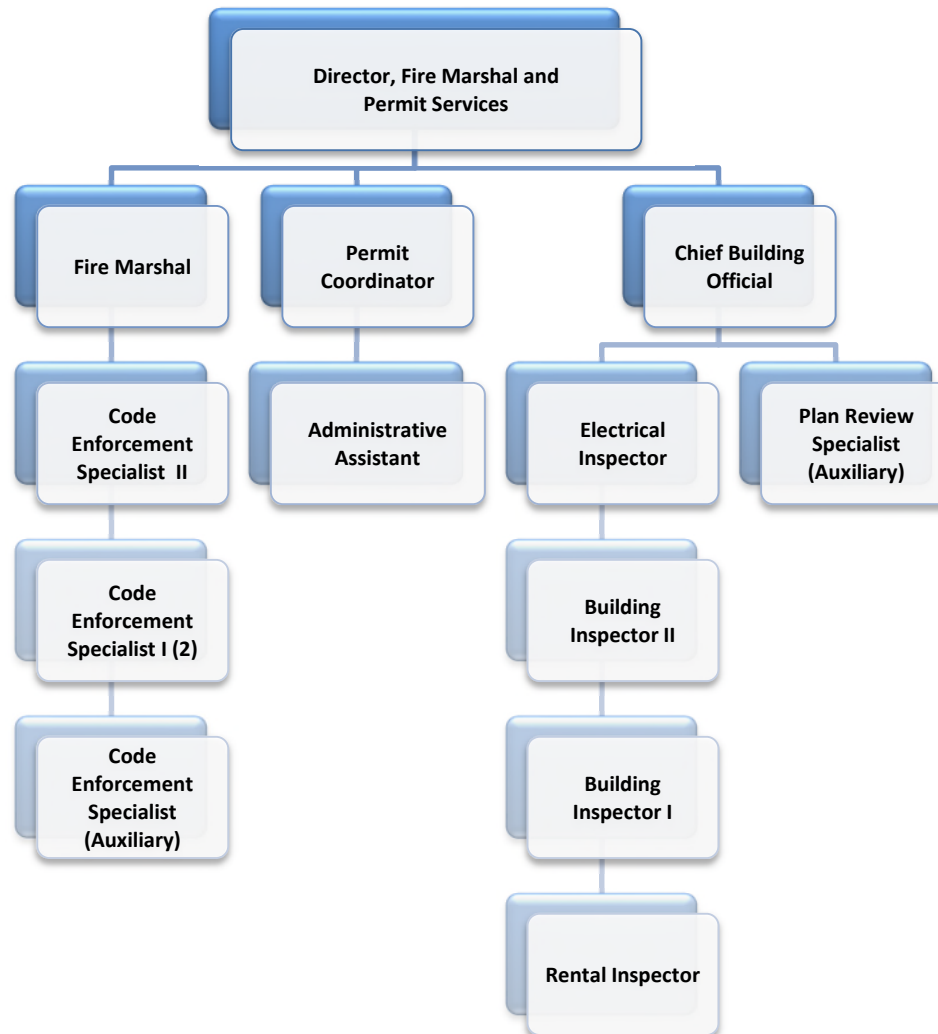 Director, Fire Marshal and
Permit Services
Fire Marshal
Permit
Coordinator
Chief Building
Official
Code
Enforcement
Specialist  II
Administrative
Assistant
Electrical
Inspector
Plan Review
Specialist
(Auxiliary)
Code
Enforcement
Specialist I (2)
Building
Inspector II
Code
Enforcement
Specialist
(Auxiliary)
Building
Inspector I
Rental Inspector